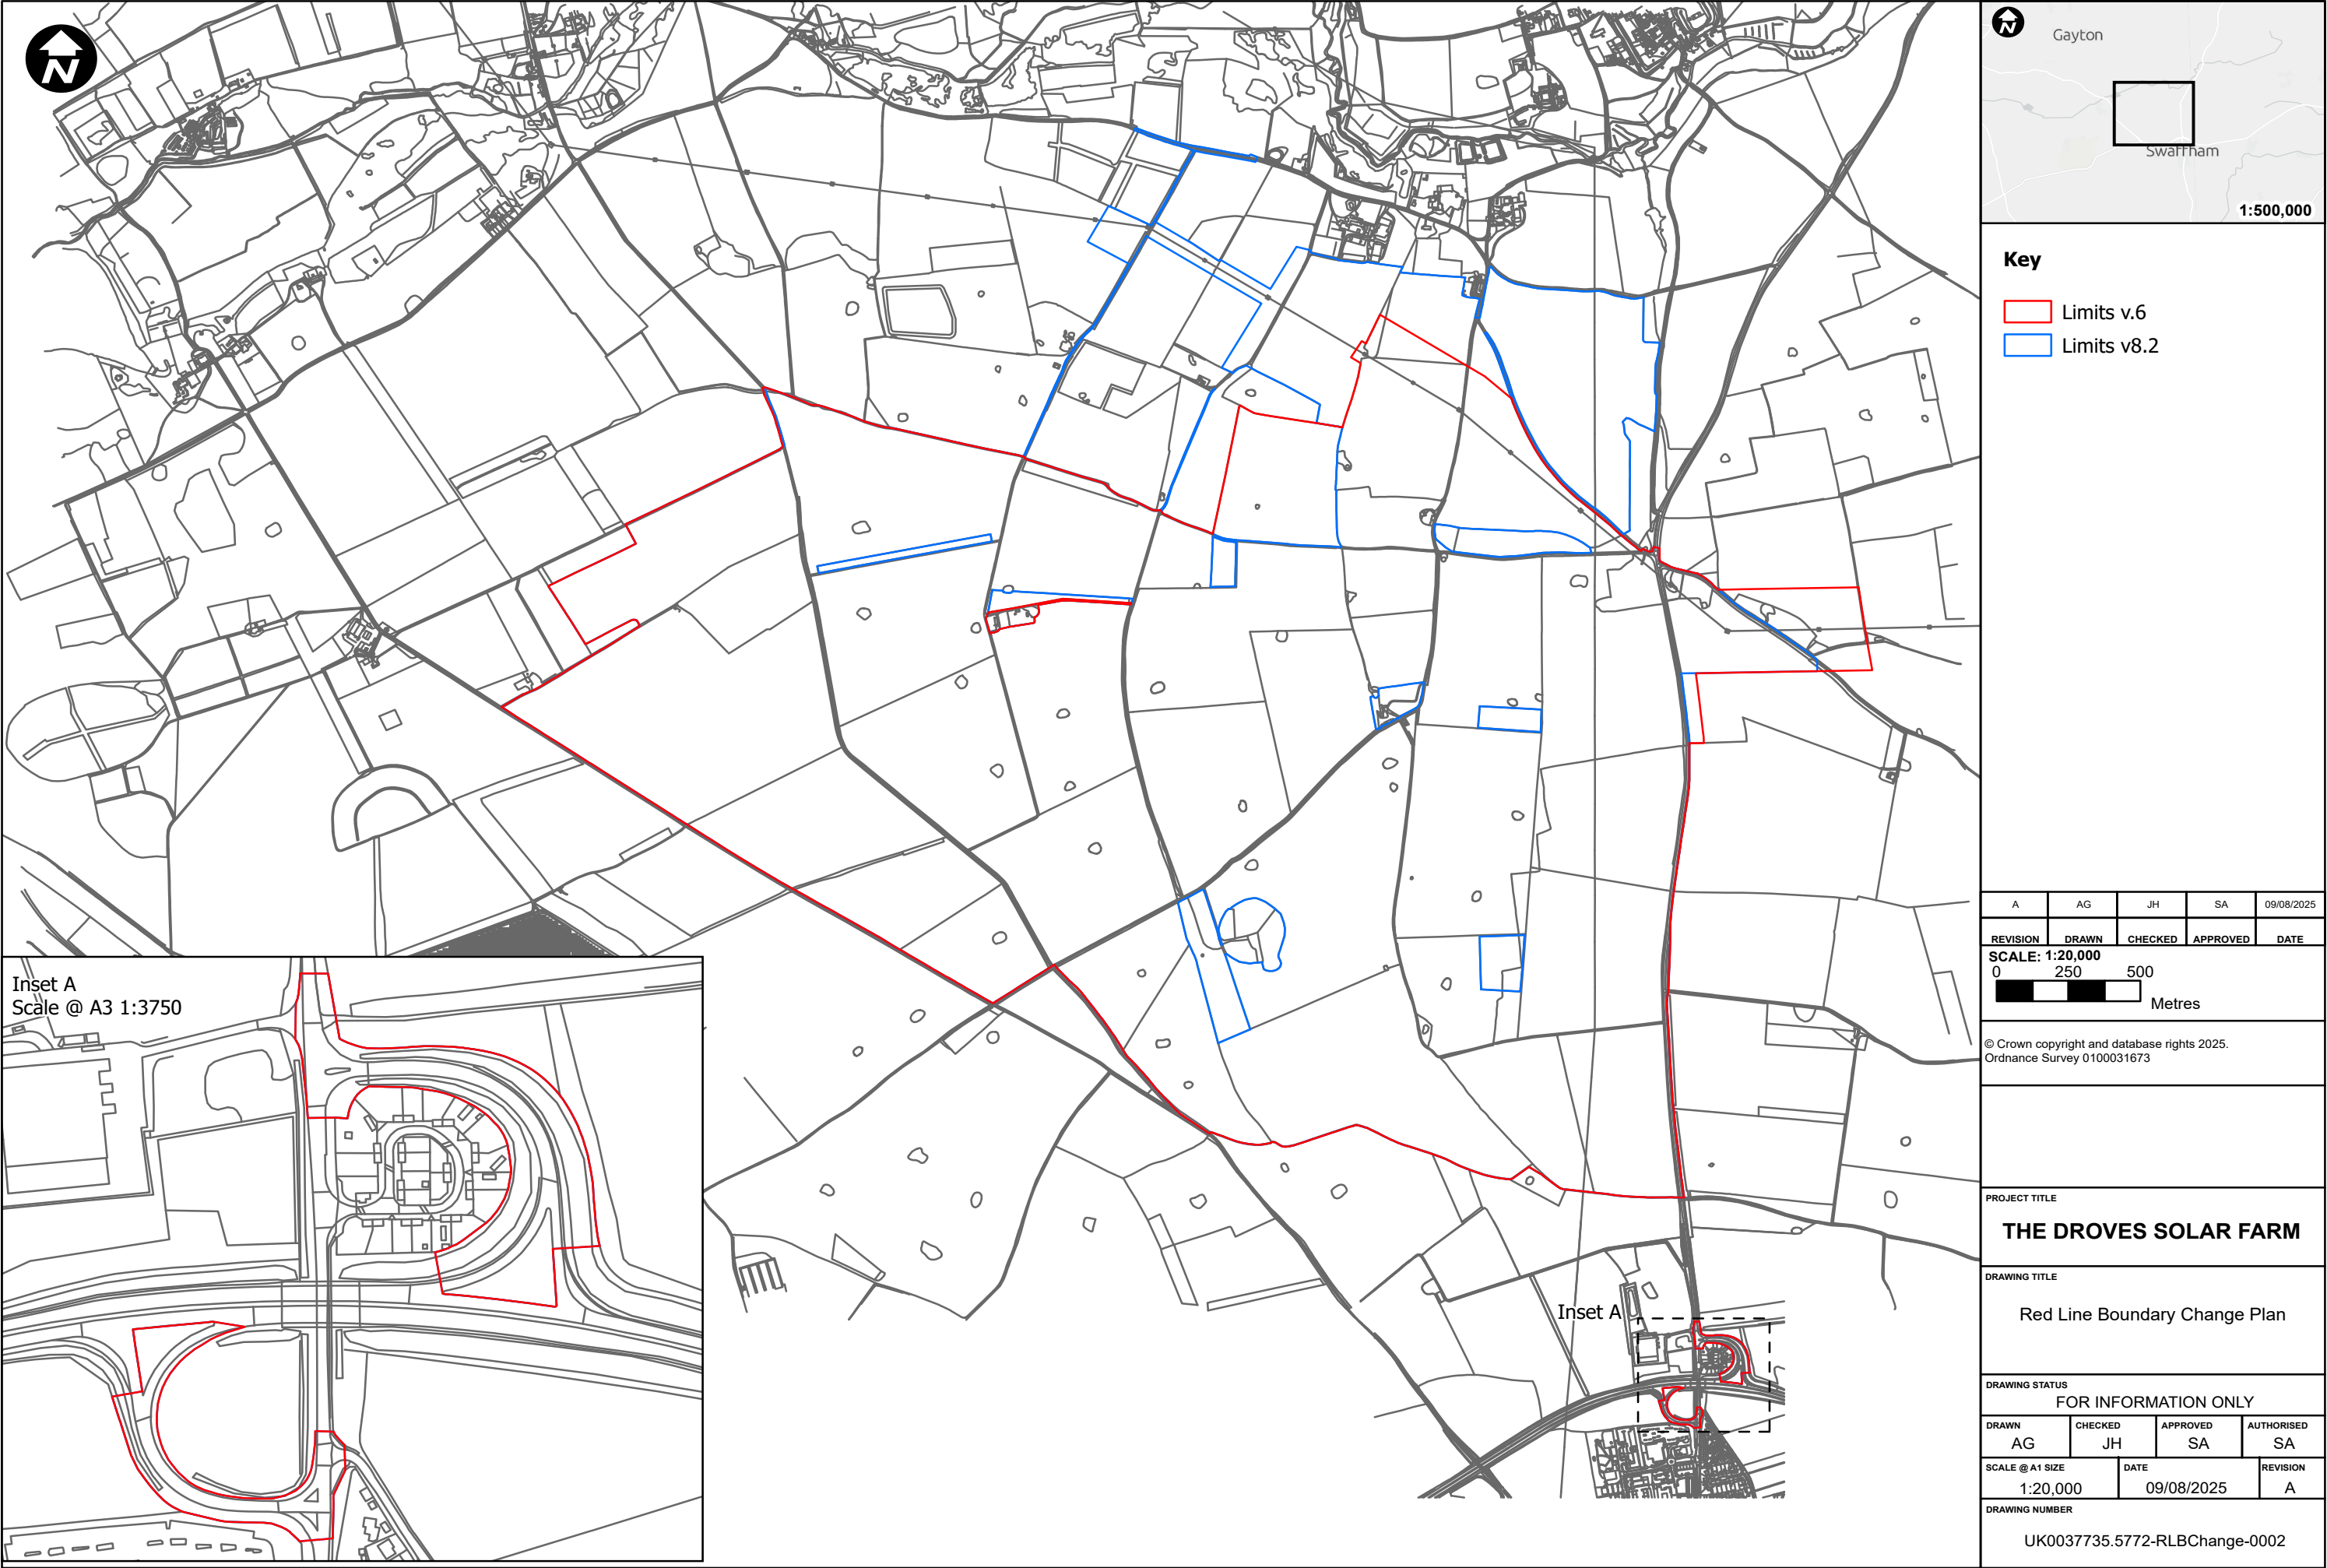 N
N
Gayton
Swaffham
1:500,000
Key
Limits v.6
Limits v8.2
A AG JH SA 09/08/2025
REVISION DRAWN CHECKED APPROVED DATE
SCALE: 1:20,000
0 250 500
Metres
© Crown copyright and database rights 2025.
Ordnance Survey 0100031673
PROJECT TITLE
THE DROVES SOLAR FARM
DRAWING TITLE
Red Line Boundary Change Plan
DRAWING STATUS
FOR INFORMATION ONLY
DRAWN CHECKED APPROVED AUTHORISED
AG JH SA SA
SCALE @ A1 SIZE DATE REVISION
1:20,000 09/08/2025 A
DRAWING NUMBER
UK0037735.5772-RLBChange-0002
Inset A
Scale @ A3 1:3750
Inset A